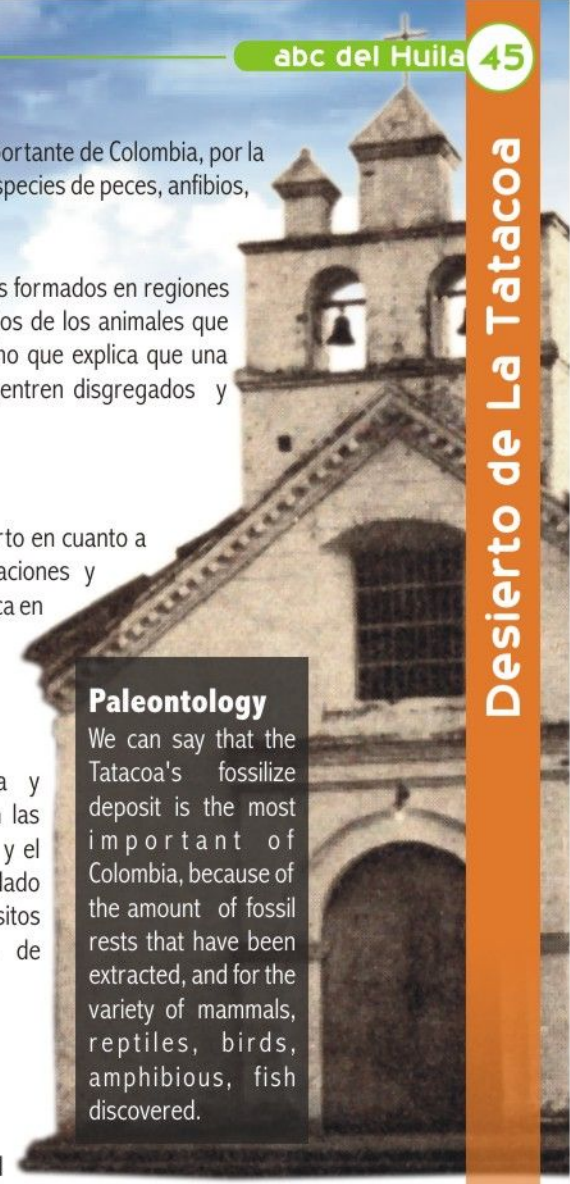 abc del Huila 45
Desierto de La Tatacoa
portante de Colombia, por la
species de peces, anfibios,
s formados en regiones
os de los animales que
no que explica que una
entren disgregados y
rto en cuanto a
aciones y
ca en
a y
las
y el
lado
sitos
de
Paleontology
We can say that the
Tatacoa's fossilize
deposit is the most
important of
Colombia, because of
the amount of fossil
rests that have been
extracted, and for the
variety of mammals,
reptiles, birds,
amphibious, fish
discovered.